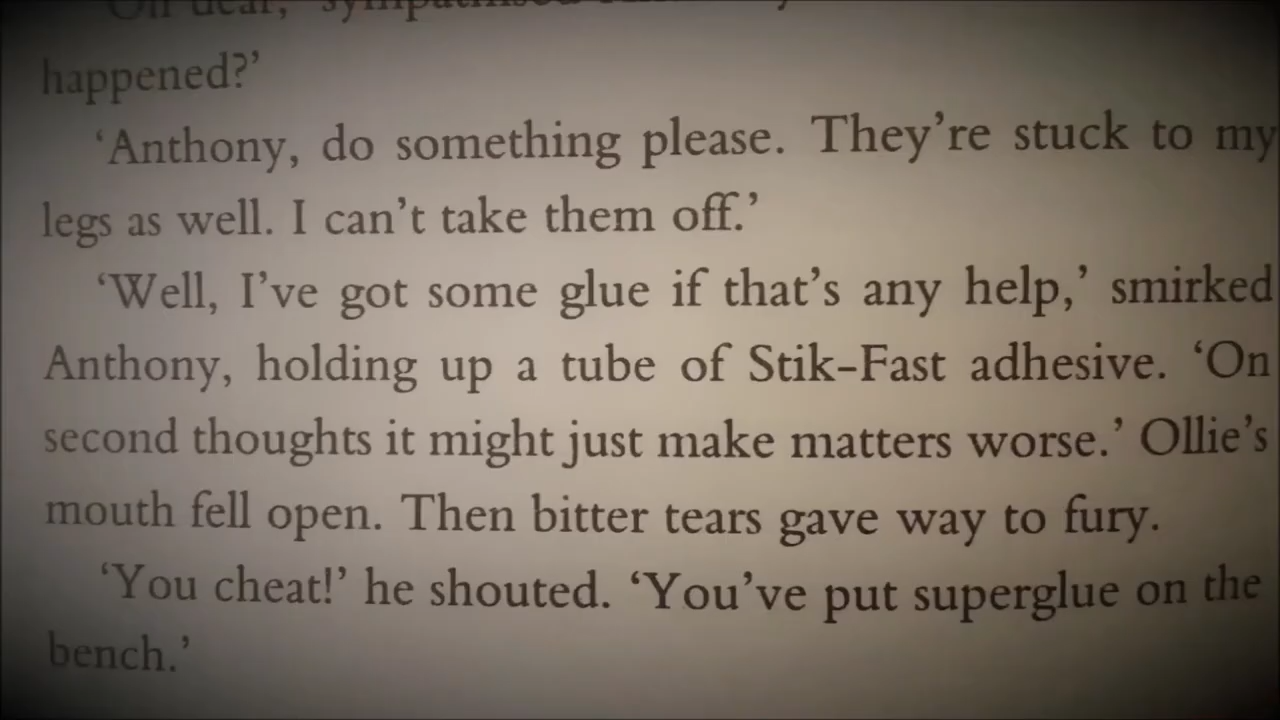 happened?’
‘Anthony, do something please. They’re stuck to my
legs as well. I can’t take them off.’
‘Well, I’ve got some glue if that’s any help,’ smirked
Anthony, holding up a tube of Stik-Fast adhesive. ‘On
second thoughts it might just make matters worse.’ Ollie’s
mouth fell open. Then bitter tears gave way to fury.
‘You cheat!’ he shouted. ‘You’ve put superglue on the
bench.’